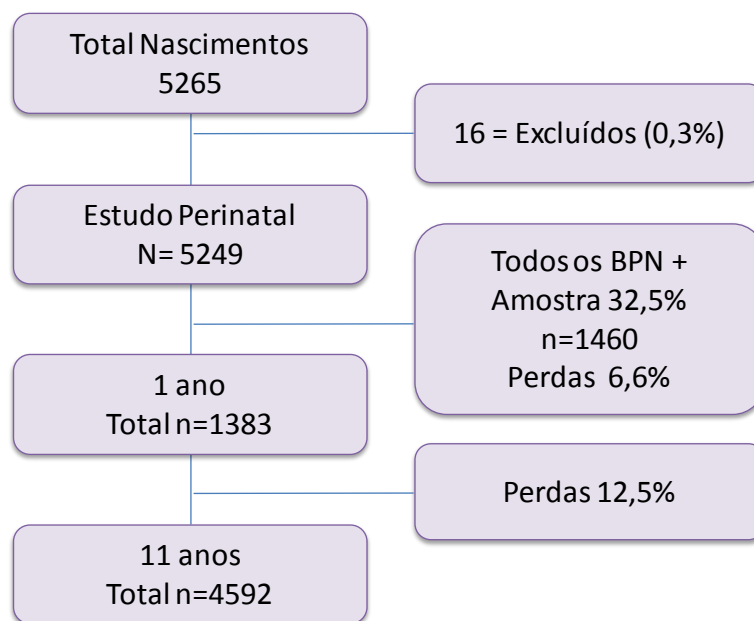 Total Nascimentos
5265
16 = Excluídos (0,3%)
Estudo Perinatal
N= 5249
Todos os BPN +
Amostra 32,5%
n=1460
Perdas 6,6%
1 ano
Total n=1383
Perdas 12,5%
11 anos
Total n=4592